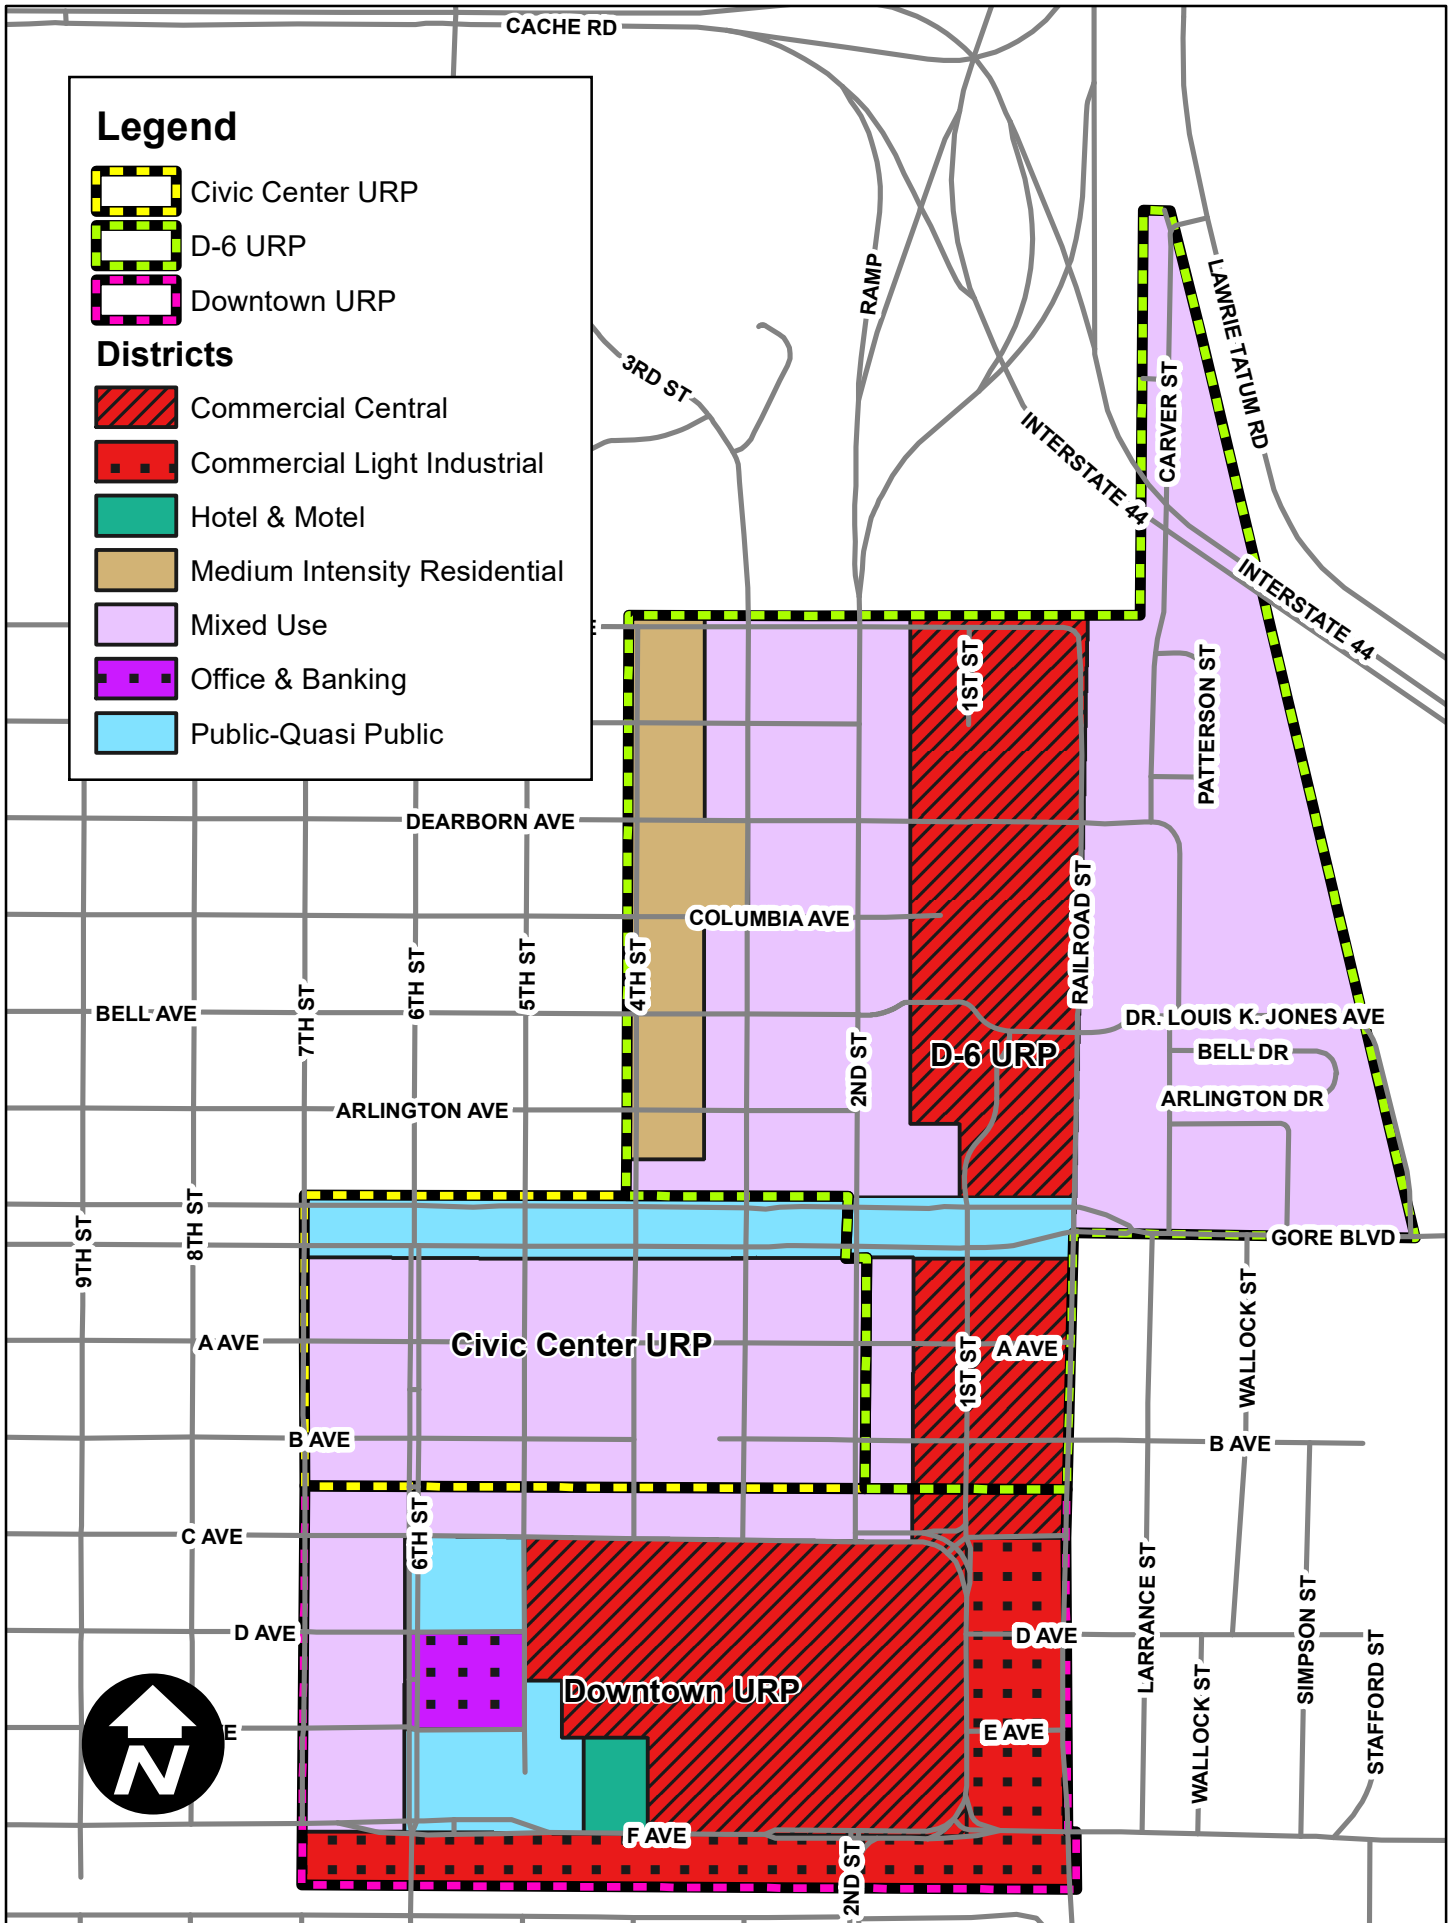 CACHE RD
Legend
Civic Center URP
D-6 URP
Downtown URP
Districts
Commercial Central
Commercial Light Industrial
Hotel & Motel
Medium Intensity Residential
Mixed Use
Office & Banking
Public-Quasi Public
RAMP
3RD ST
LAWRIE TATUM RD
CARVER ST
INTERSTATE 44
INTERSTATE 44
E
1ST ST
PATTERSON ST
DEARBORN AVE
RAILROAD ST
COLUMBIA AVE
6TH ST
5TH ST
4TH ST
7TH ST
BELL AVE
DR. LOUIS K. JONES AVE
D-6 URP
BELL DR
2ND ST
ARLINGTON DR
ARLINGTON AVE
8TH ST
9TH ST
GORE BLVD
WALLOCK ST
A AVE
Civic Center URP
1ST ST
A AVE
B AVE
B AVE
6TH ST
C AVE
LARRANCE ST
SIMPSON ST
D AVE
D AVE
STAFFORD ST
Downtown URP
WALLOCK ST
E
E AVE
N
F AVE
2ND ST